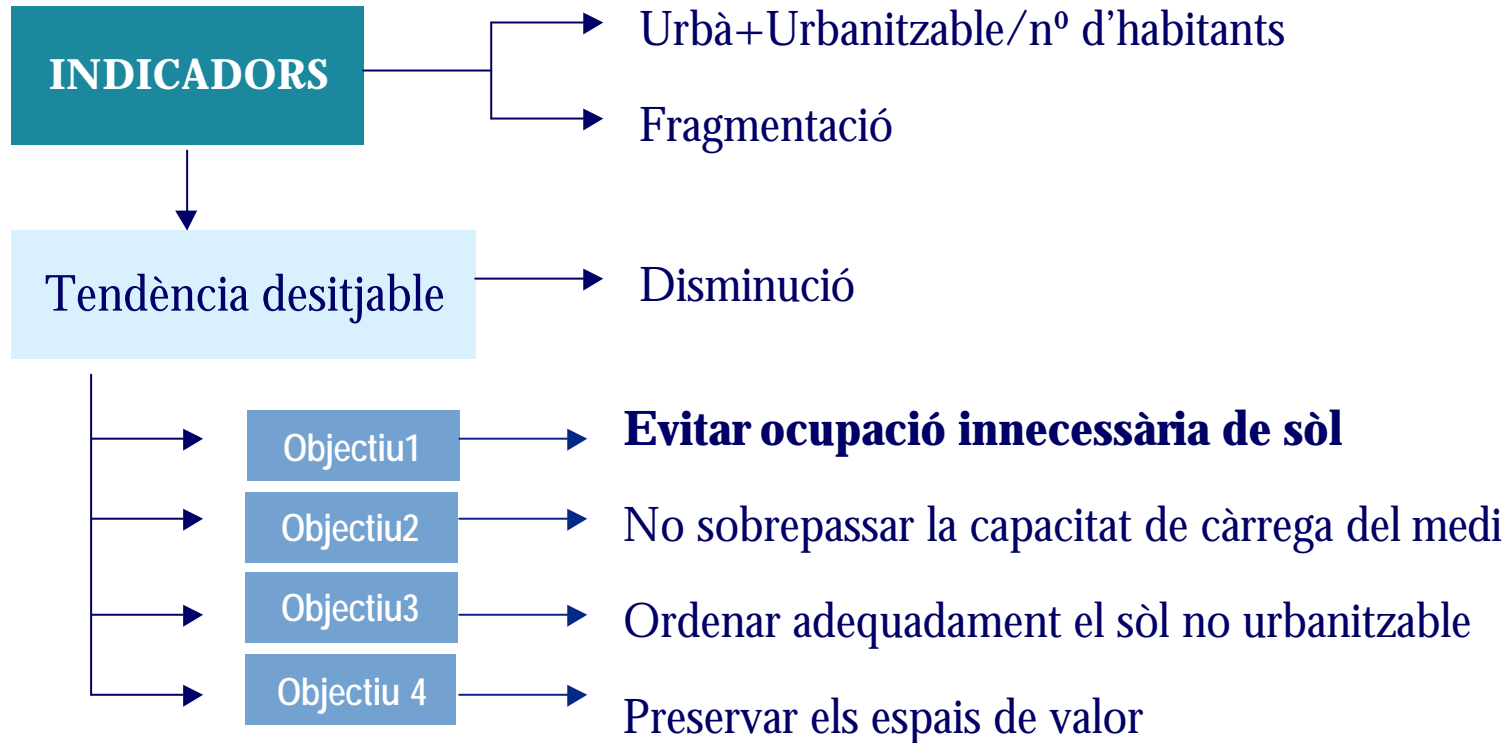 INDICADORS
Urbà+Urbanitzable/nº d’habitants
Fragmentació
Tendència desitjable
Disminució
Objectiu1
Evitar ocupació innecessària de sòl
Objectiu2
No sobrepassar la capacitat de càrrega del medi
Objectiu3
Ordenar adequadament el sòl no urbanitzable
Objectiu 4
Preservar els espais de valor